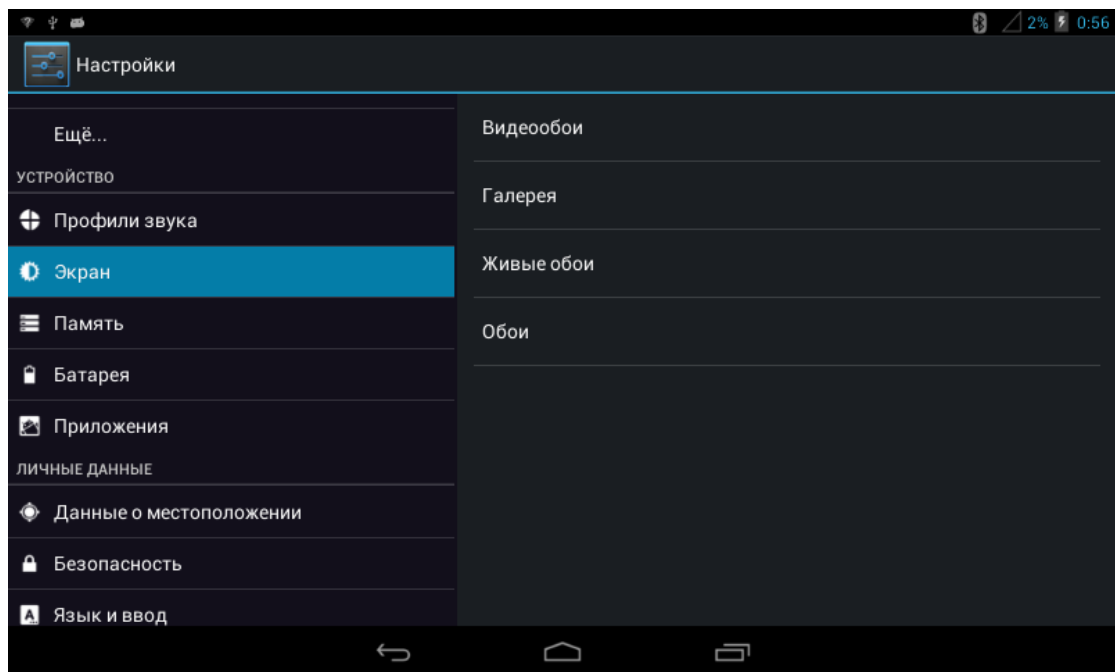 2% 0:56
Настройки
Ещё...
УСТРОЙСТВО
Профили звука
Экран
Память
Батарея
Приложения
ЛИЧНЫЕ ДАННЫЕ
Данные о местоположении
Безопасность
Язык и ввод
Видеообои
Галерея
Живые обои
Обои